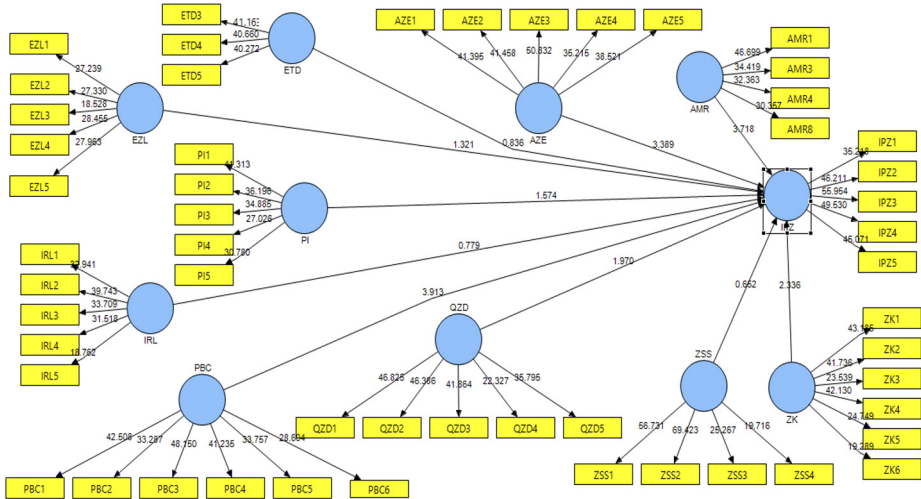 ETD3
ETD4
ETD5
41.163
40.660
40.272
ETD
AZE1
AZE2
AZE3
AZE4
AZE5
41.395
41.458
50.832
35.215
38.521
AZE
AMR1
AMR3
AMR4
AMR8
46.699
34.419
32.363
30.357
AMR
EZL1
EZL2
EZL3
EZL4
EZL5
27.239
27.330
18.528
28.455
27.963
EZL
PI1
PI2
PI3
PI4
PI5
41.313
36.198
34.885
27.026
30.780
PI
1.321
0.836
3.389
3.718
1.574
0.779
3.913
1.970
0.652
2.336
IPZ1
IPZ2
IPZ3
IPZ4
IPZ5
35.218
46.211
55.954
49.530
45.071
IPZ
IRL1
IRL2
IRL3
IRL4
IRL5
39.743
33.709
31.518
18.762
IRL
QZD
46.825
46.386
41.864
22.327
35.795
QZD1
QZD2
QZD3
QZD4
QZD5
PBC
42.508
33.287
48.150
41.235
33.757
28.604
PBC1
PBC2
PBC3
PBC4
PBC5
PBC6
ZSS
56.731
69.423
25.267
19.716
ZSS1
ZSS2
ZSS3
ZSS4
ZK
ZK1
ZK2
ZK3
ZK4
ZK5
ZK6
43.185
41.736
23.539
42.130
24.749
19.289